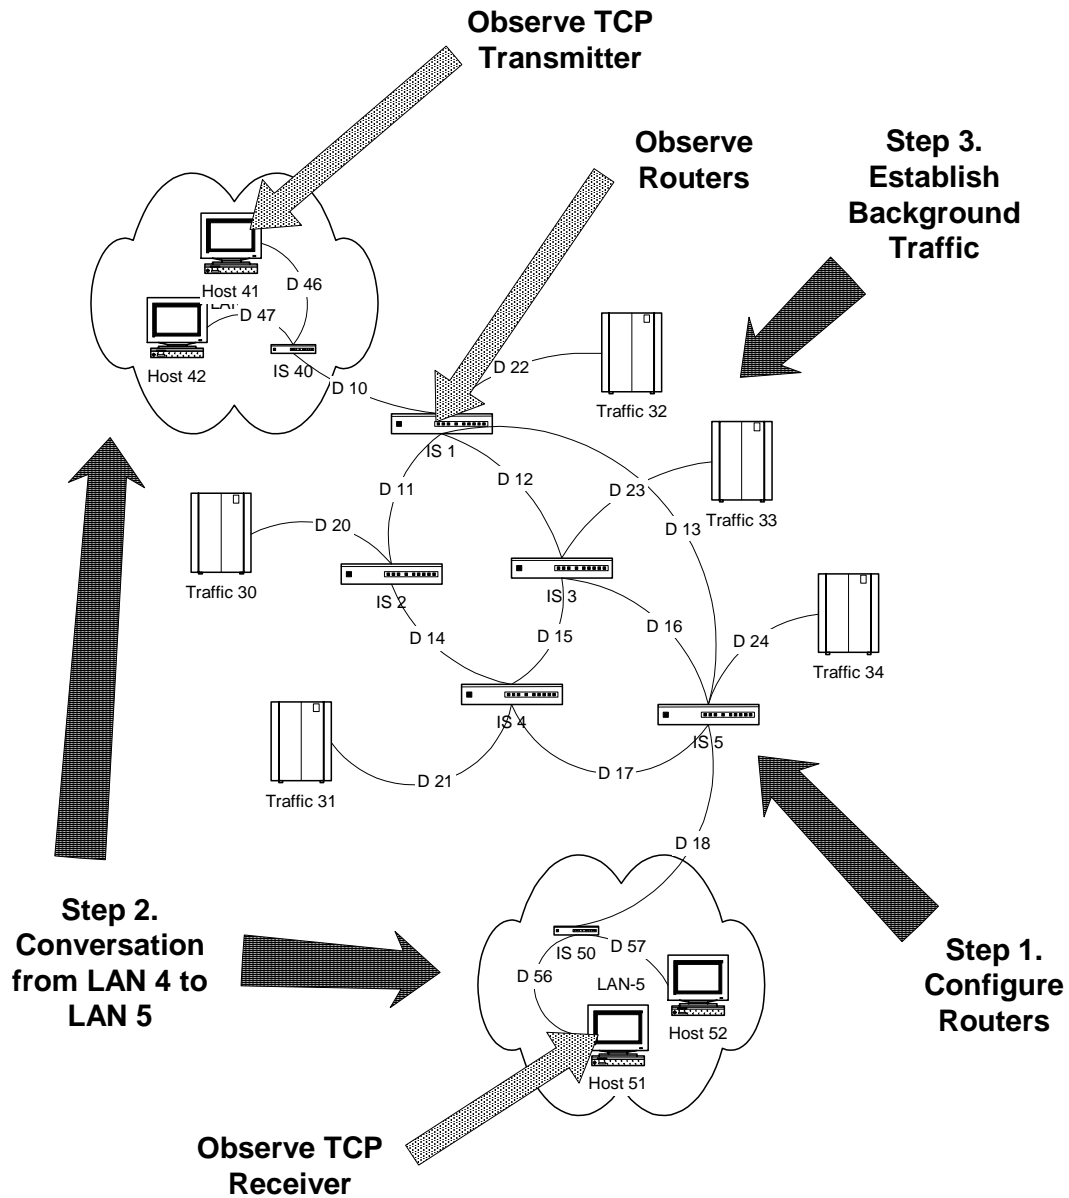 Observe TCP
Transmitter
Observe
Routers
Step 3.
Establish
Background
Traffic
Host 41
D 46
D 47
Host 42
IS 40
D 10
D 22
Traffic 32
IS 1
D 11
D 12
D 23
D 13
Traffic 33
D 20
Traffic 30
IS 2
IS 3
D 14
D 15
D 16
D 24
Traffic 34
IS 4
IS 5
D 21
D 17
Traffic 31
D 18
Step 2.
Conversation
from LAN 4 to
LAN 5
IS 50
D 57
D 56
LAN-5
Host 52
Host 51
Step 1.
Configure
Routers
Observe TCP
Receiver